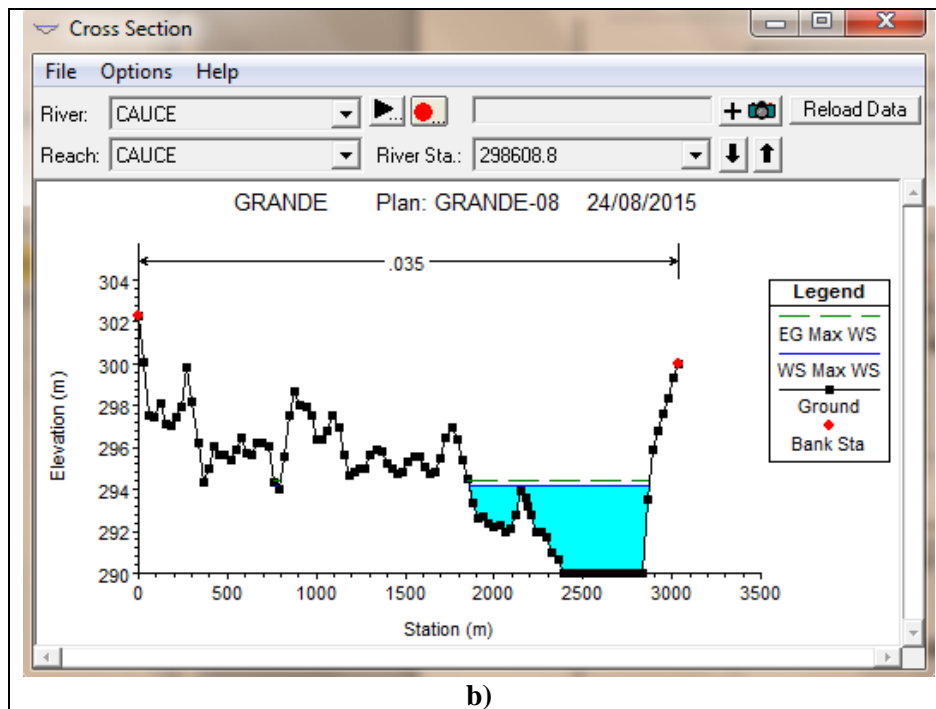 Cross Section
File Options Help
River: CAUCE Reload Data
Reach: CAUCE River Sta.: 298608.8
GRANDE Plan: GRANDE-08 24/08/2015
.035
304
302
300
298
296
294
292
290
Elevation (m)
0 500 1000 1500 2000 2500 3000 3500
Station (m)
Legend
EG Max WS
WS Max WS
Ground
Bank Sta
b)